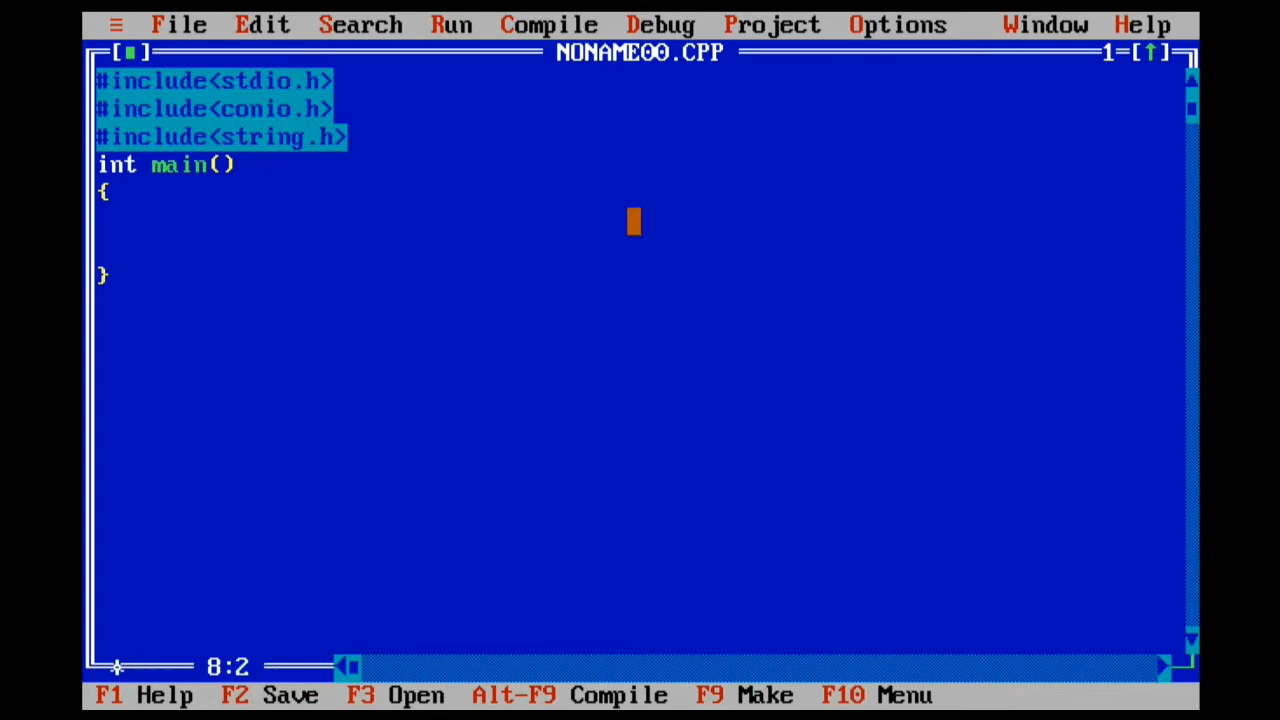 ≡ File Edit Search Run Compile Debug Project Options Window Help
[■] NONAME00.CPP 1=[↑]
#include<stdio.h>
#include<conio.h>
#include<string.h>
int main()
{
}
8:2
F1 Help F2 Save F3 Open Alt-F9 Compile F9 Make F10 Menu